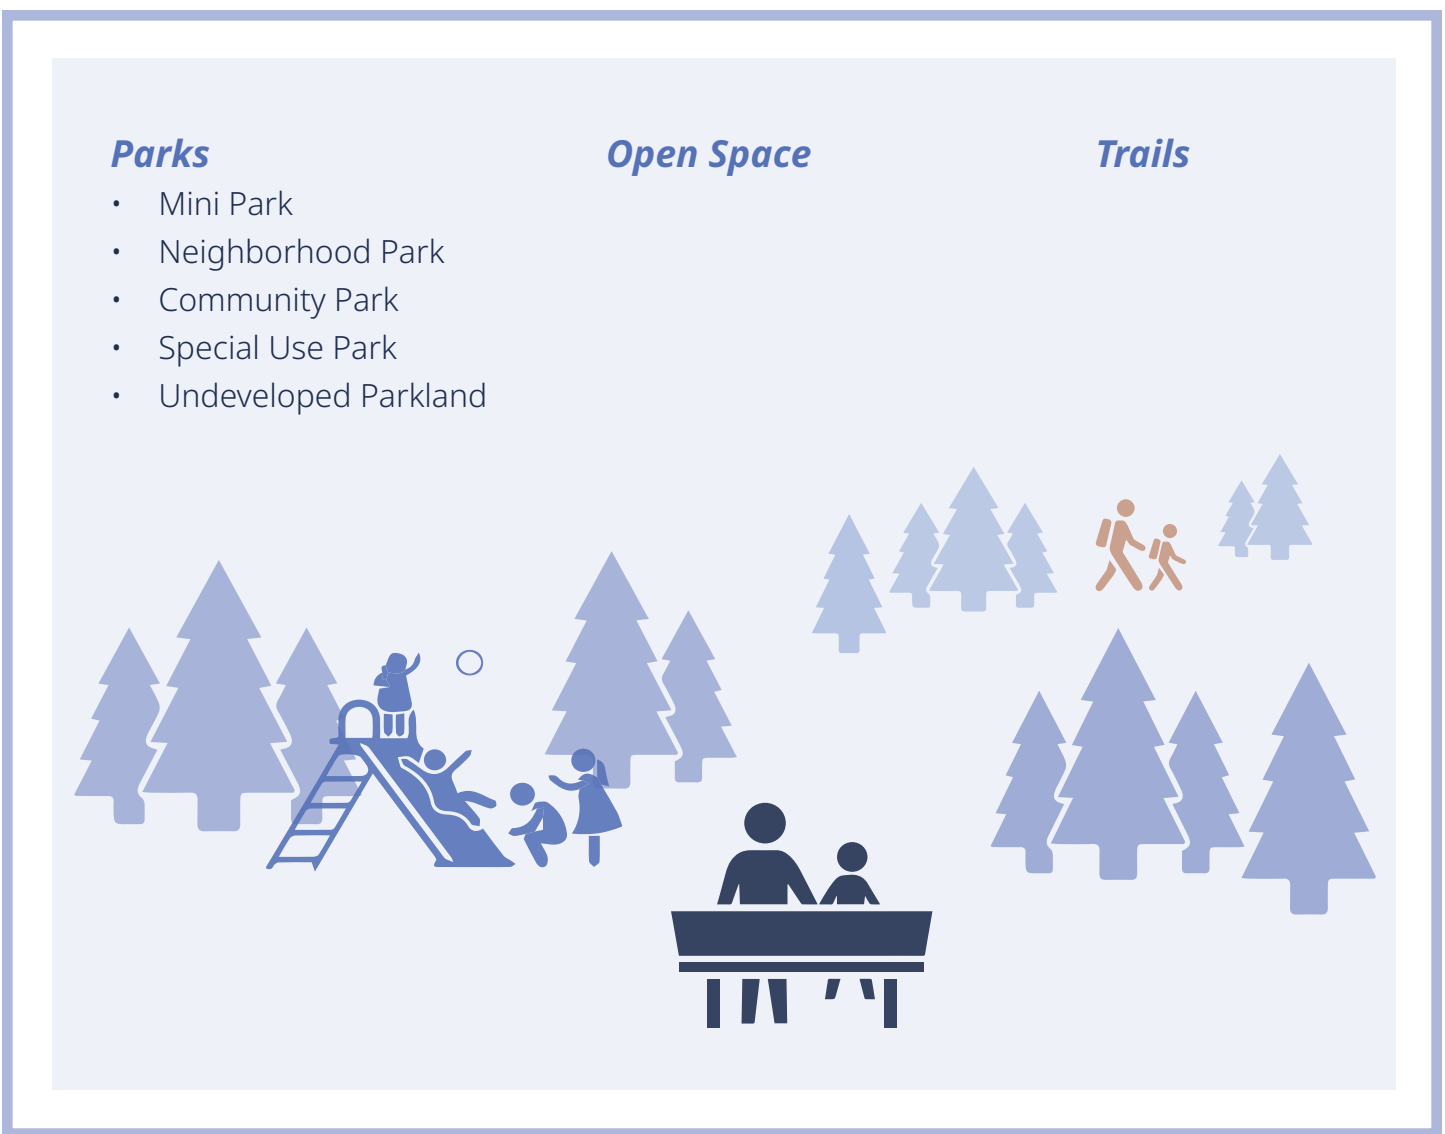 Parks
• Mini Park
• Neighborhood Park
• Community Park
• Special Use Park
• Undeveloped Parkland
Open Space
Trails